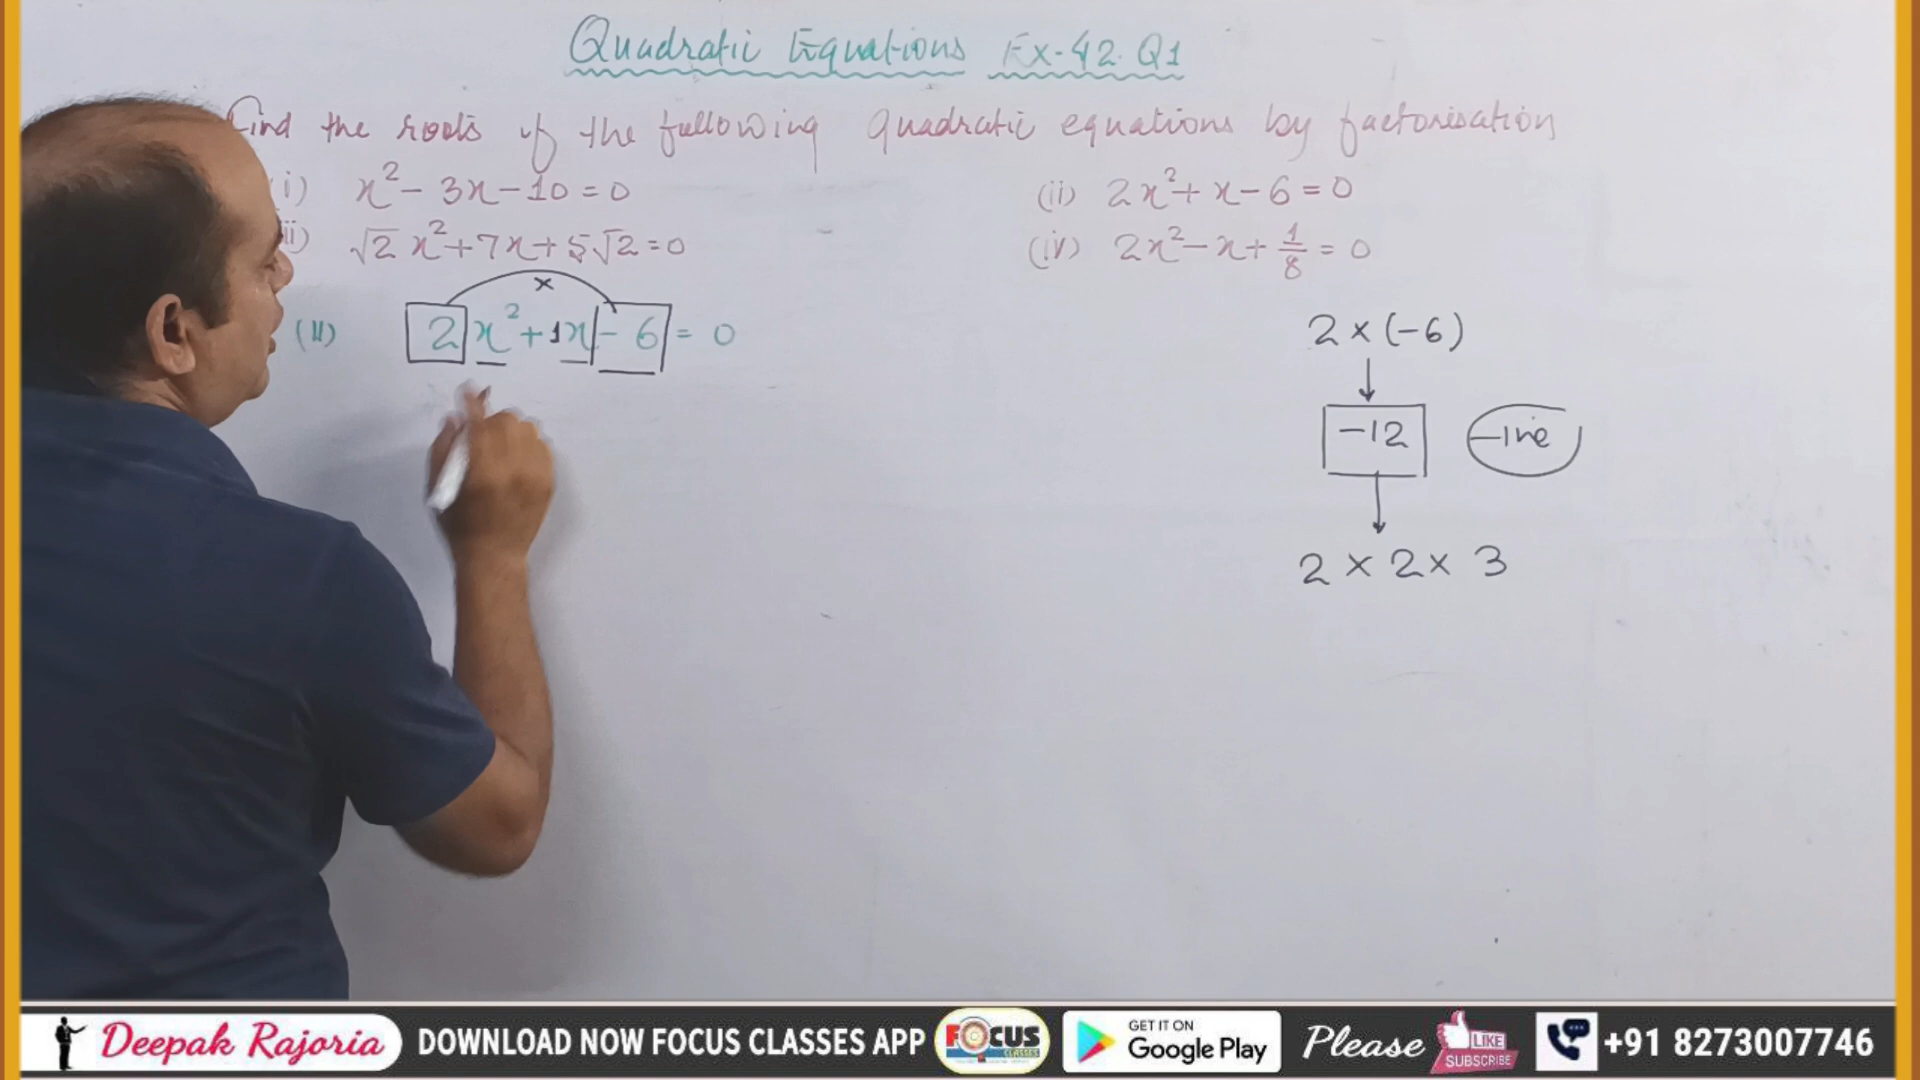 Quadratic Equations Ex-4.2. Q1
Find the roots of the following quadratic equations by factorisation
i) x² - 3x - 10 = 0
(ii) 2x² + x - 6 = 0
ii) √2 x² + 7x + 5√2 = 0
(iv) 2x² - x + 1/8 = 0
×
(II) 2x² + 1x - 6 = 0
2 × (-6)
-12
-ive
2 × 2 × 3
Deepak Rajoria
DOWNLOAD NOW FOCUS CLASSES APP
FOCUS
CLASSES
GET IT ON
Google Play
Please
LIKE
SUBSCRIBE
+91 8273007746